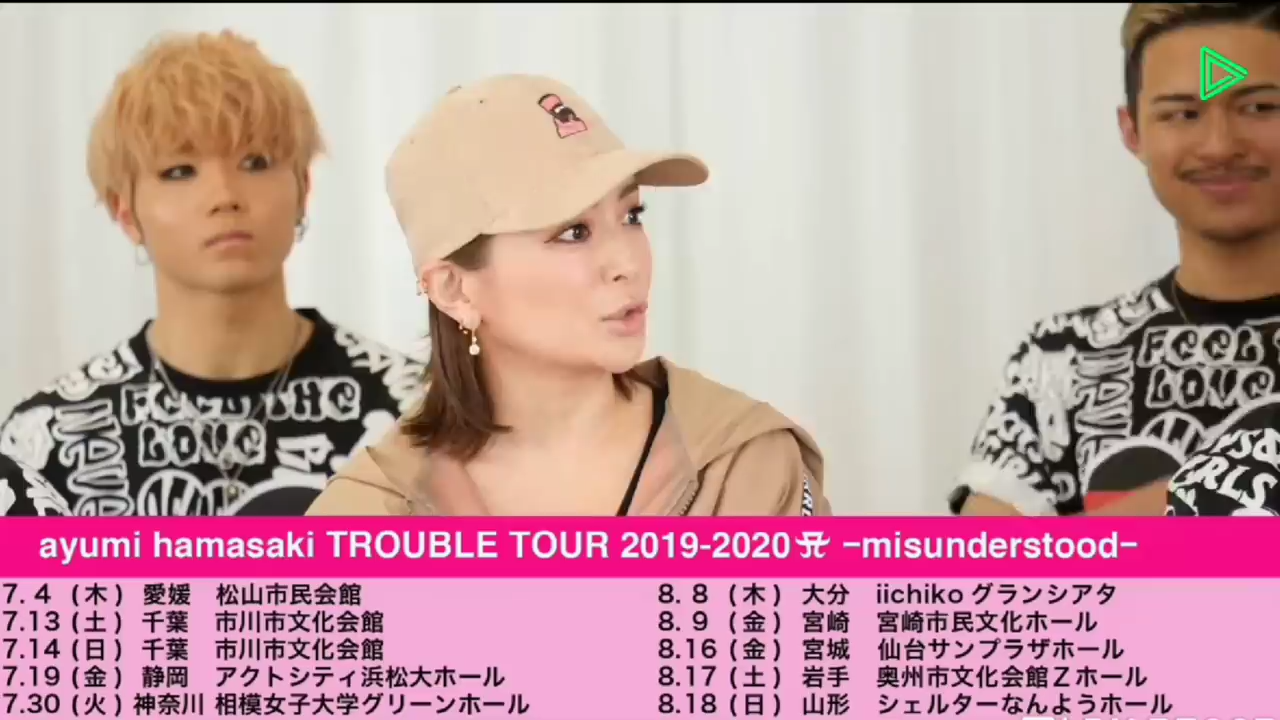 FEEL THE
LOVE
FEEL
LOVE
GIRLS
ayumi hamasaki TROUBLE TOUR 2019-2020 A -misunderstood-
7. 4 (木) 愛媛 松山市民会館
7.13 (土) 千葉 市川市文化会館
7.14 (日) 千葉 市川市文化会館
7.19 (金) 静岡 アクトシティ浜松大ホール
7.30 (火) 神奈川 相模女子大学グリーンホール
8. 8 (木) 大分 iichiko グランシアタ
8. 9 (金) 宮崎 宮崎市民文化ホール
8.16 (金) 宮城 仙台サンプラザホール
8.17 (土) 岩手 奥州市文化会館Zホール
8.18 (日) 山形 シェルターなんようホール